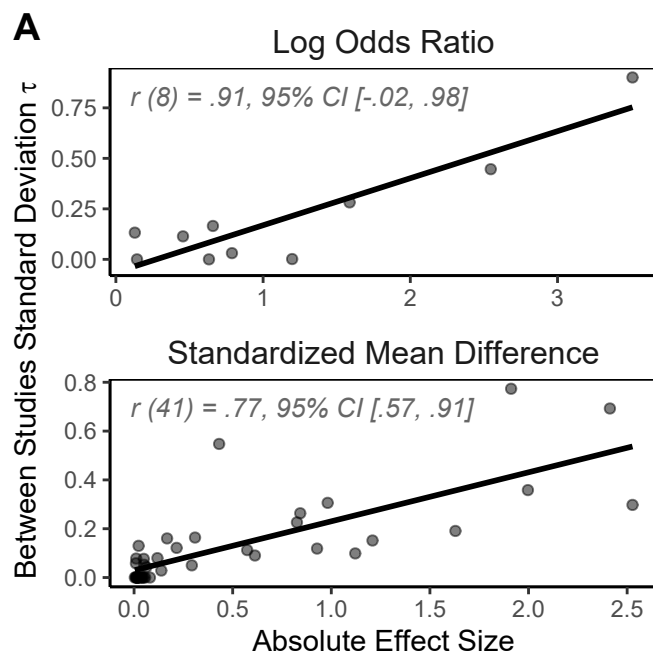 A
Log Odds Ratio
r (8) = .91, 95% CI [-.02, .98]
0.75
0.50
0.25
0.00
0
1
2
3
Between Studies Standard Deviation τ
Standardized Mean Difference
r (41) = .77, 95% CI [.57, .91]
0.8
0.6
0.4
0.2
0.0
0.0
0.5
1.0
1.5
2.0
2.5
Absolute Effect Size